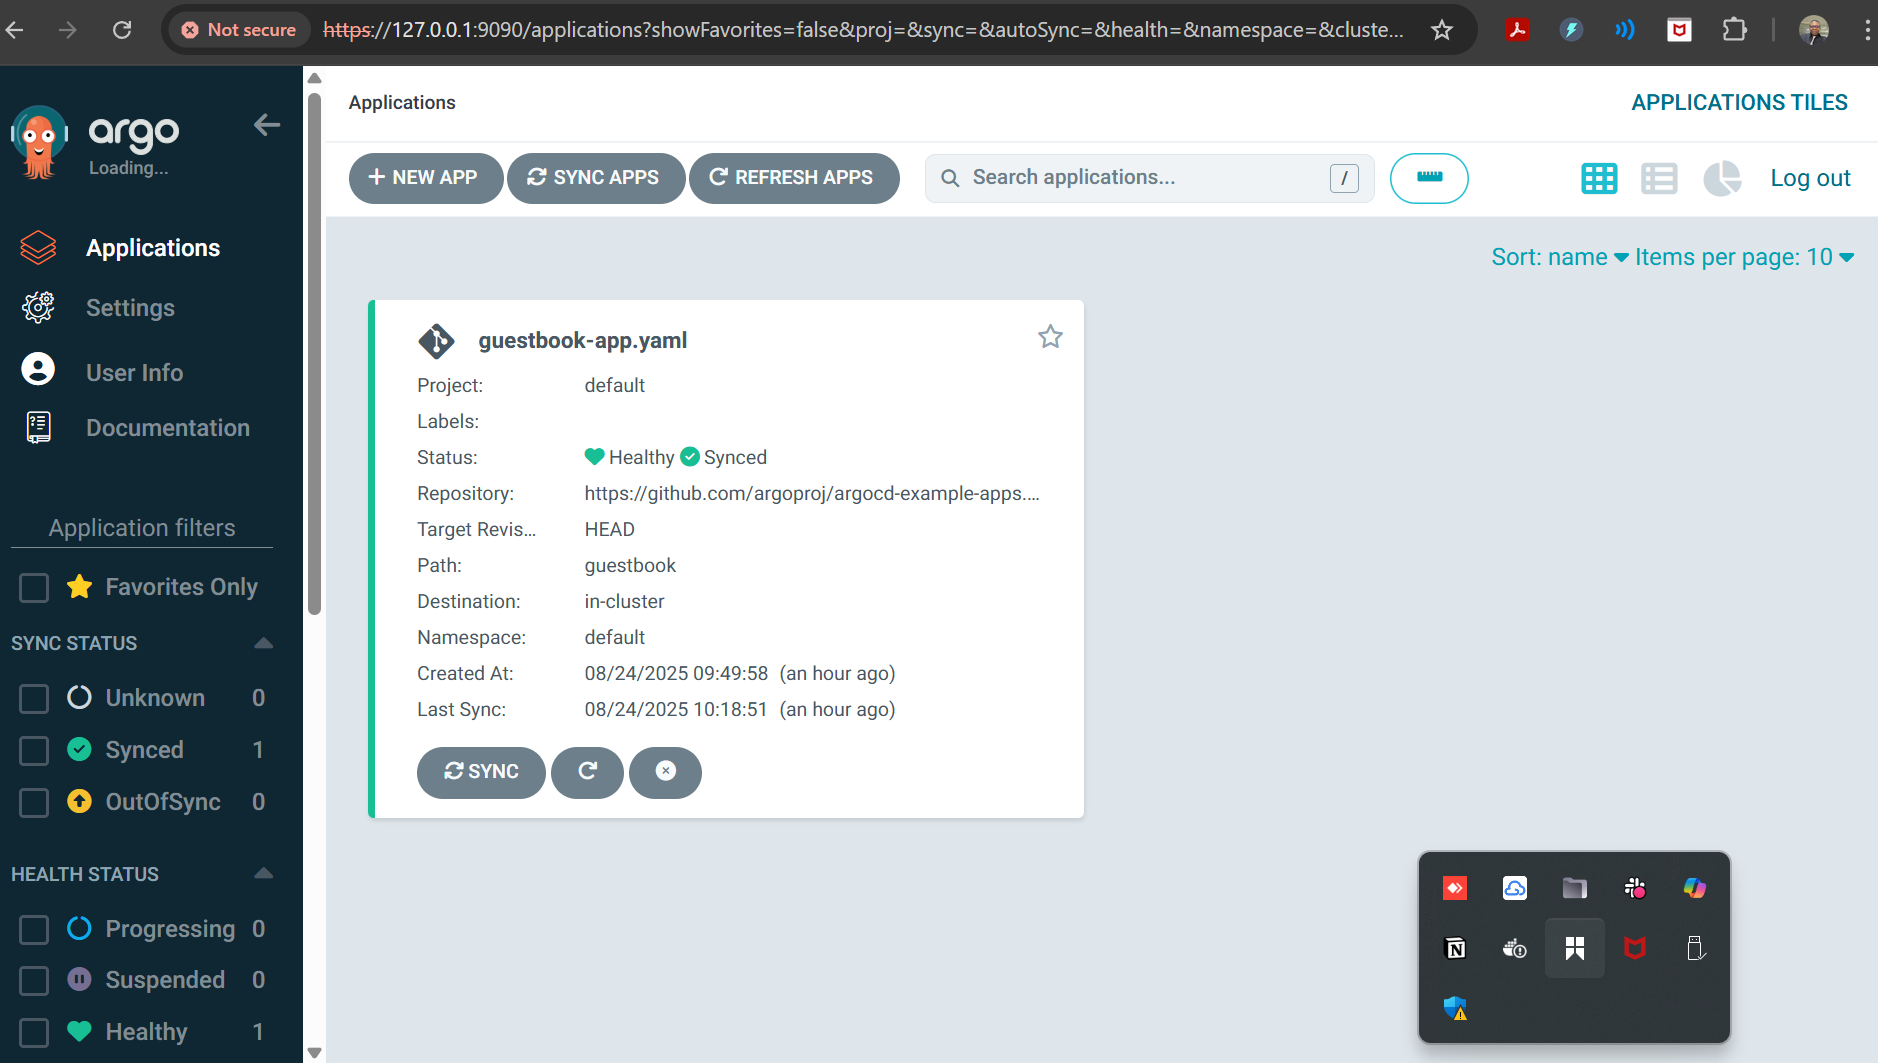 Not secure https://127.0.0.1:9090/applications?showFavorites=false&proj=&sync=&autoSync=&health=&namespace=&cluste...
argo
Loading...
Applications
Settings
User Info
Documentation
Application filters
Favorites Only
SYNC STATUS
Unknown 0
Synced 1
OutOfSync 0
HEALTH STATUS
Progressing 0
Suspended 0
Healthy 1
Applications
APPLICATIONS TILES
NEW APP
SYNC APPS
REFRESH APPS
Search applications...
/
Log out
Sort: name Items per page: 10
guestbook-app.yaml
Project: default
Labels:
Status: Healthy Synced
Repository: https://github.com/argoproj/argocd-example-apps....
Target Revis... HEAD
Path: guestbook
Destination: in-cluster
Namespace: default
Created At: 08/24/2025 09:49:58 (an hour ago)
Last Sync: 08/24/2025 10:18:51 (an hour ago)
SYNC